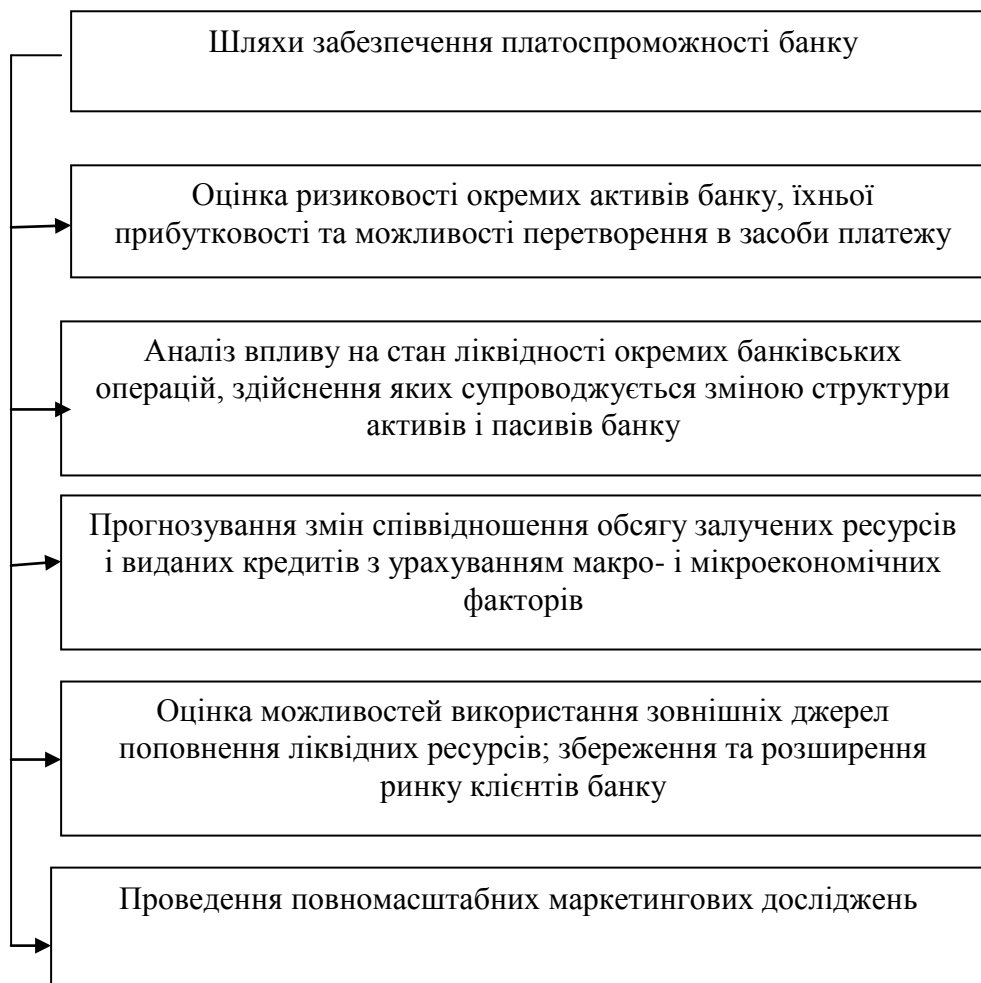 Шляхи забезпечення платоспроможності банку
Оцінка ризиковості окремих активів банку, їхньої
прибутковості та можливості перетворення в засоби платежу
Аналіз впливу на стан ліквідності окремих банківських
операцій, здійснення яких супроводжується зміною структури
активів і пасивів банку
Прогнозування змін співвідношення обсягу залучених ресурсів
і виданих кредитів з урахуванням макро- і мікроекономічних
факторів
Оцінка можливостей використання зовнішніх джерел
поповнення ліквідних ресурсів; збереження та розширення
ринку клієнтів банку
Проведення повномасштабних маркетингових досліджень